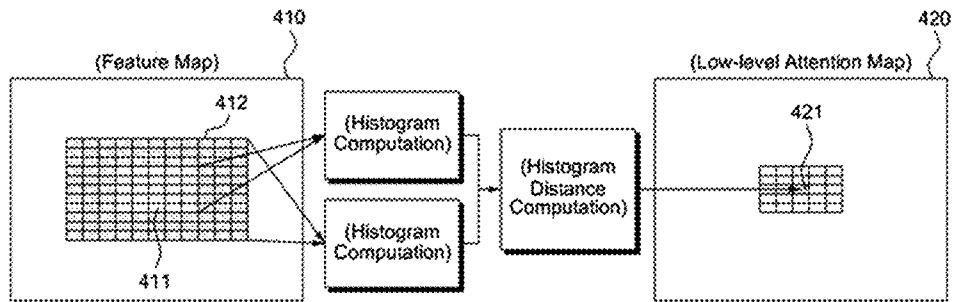 410
420
(Feature Map)
(Low-level Attention Map)
412
(Histogram
Computation)
421
(Histogram
Distance
Computation)
(Histogram
Computation)
411